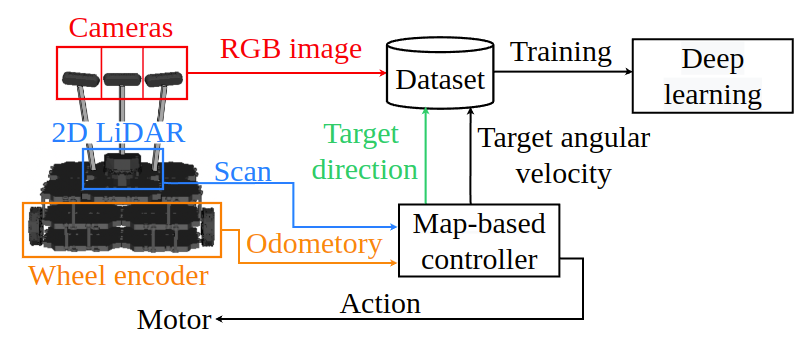 Cameras
RGB image
Dataset
Training
Deep
learning
2D LiDAR
Target
direction
Target angular
velocity
Scan
Map-based
controller
Odometory
Wheel encoder
Action
Motor